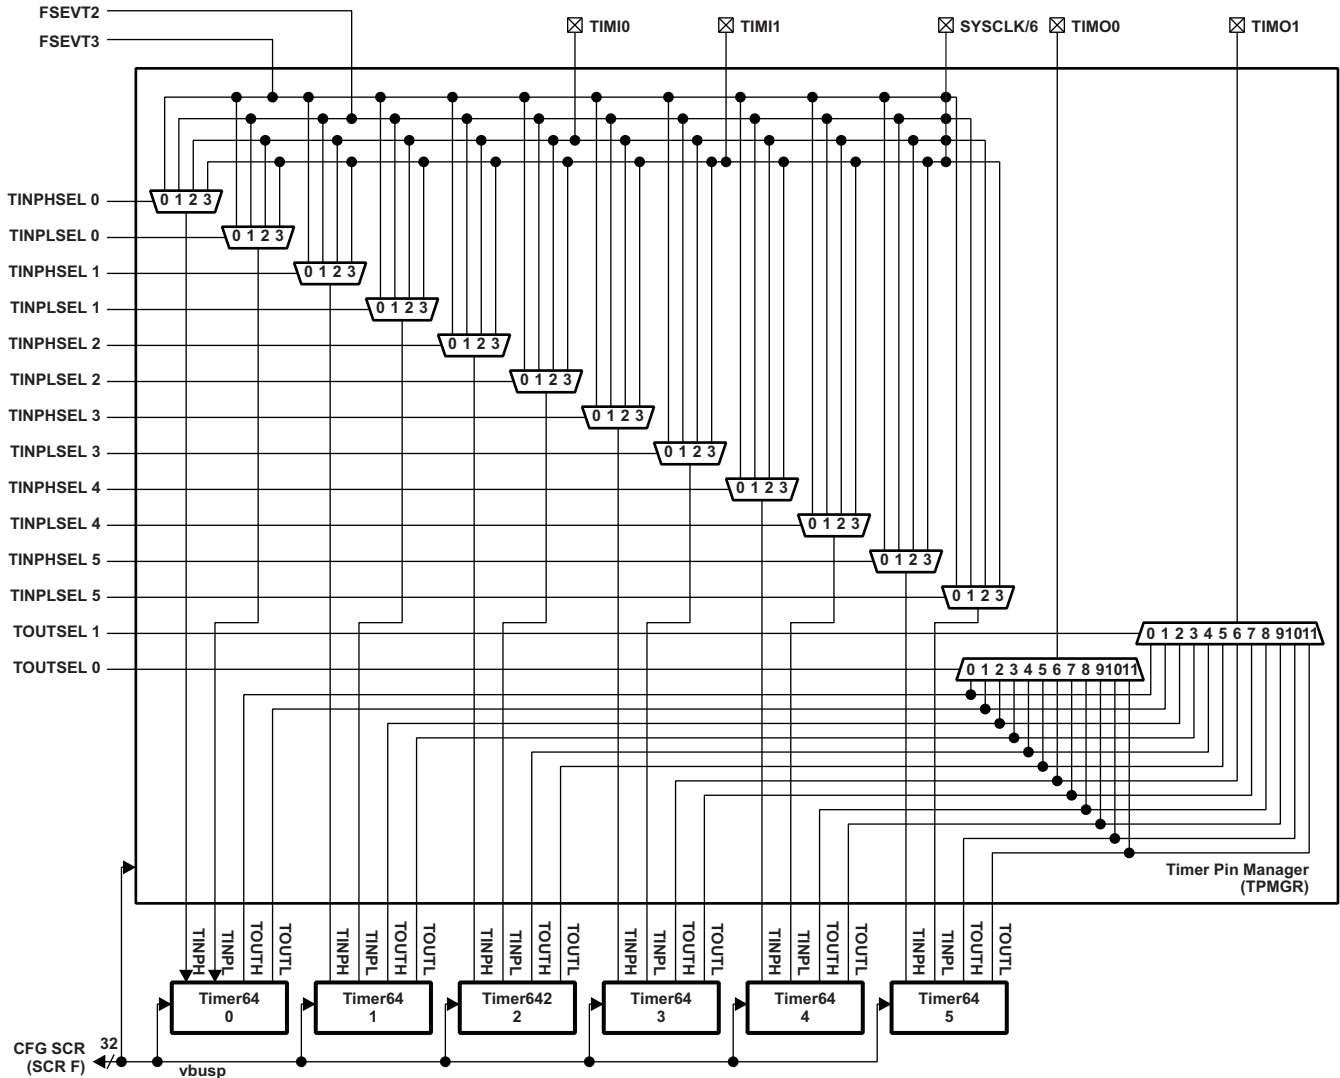 FSEVT2
FSEVT3
TIMI0
TIMI1
SYSCLK/6
TIMO0
TIMO1
TINPHSEL 0
0 1 2 3
TINPLSEL 0
0 1 2 3
TINPHSEL 1
0 1 2 3
TINPLSEL 1
0 1 2 3
TINPHSEL 2
0 1 2 3
TINPLSEL 2
0 1 2 3
TINPHSEL 3
0 1 2 3
TINPLSEL 3
0 1 2 3
TINPHSEL 4
0 1 2 3
TINPLSEL 4
0 1 2 3
TINPHSEL 5
0 1 2 3
TINPLSEL 5
0 1 2 3
TOUTSEL 1
0 1 2 3 4 5 6 7 8 9 10 11
TOUTSEL 0
0 1 2 3 4 5 6 7 8 9 10 11
Timer Pin Manager
(TPMGR)
TINPH
TINPL
TOUTH
TOUTL
TINPH
TINPL
TOUTH
TOUTL
TINPH
TINPL
TOUTH
TOUTL
TINPH
TINPL
TOUTH
TOUTL
TINPH
TINPL
TOUTH
TOUTL
TINPH
TINPL
TOUTH
TOUTL
Timer64
0
Timer64
1
Timer642
2
Timer64
3
Timer64
4
Timer64
5
CFG SCR
(SCR F)
32
vbusp